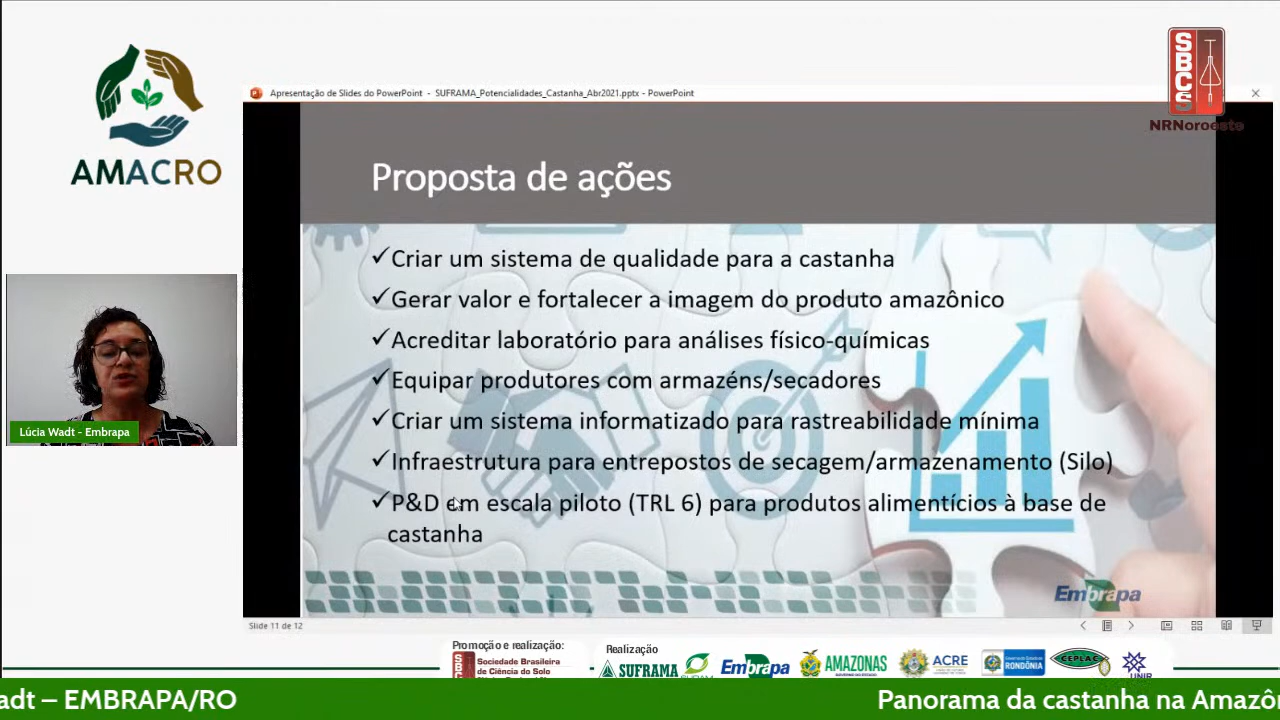 AMACRO
SBCS
NRNoroeste
Apresentação de Slides do PowerPoint - SUFRAMA_Potencialidades_Castanha_Abr2021.pptx - PowerPoint
Proposta de ações
✓Criar um sistema de qualidade para a castanha
✓Gerar valor e fortalecer a imagem do produto amazônico
✓Acreditar laboratório para análises físico-químicas
✓Equipar produtores com armazéns/secadores
✓Criar um sistema informatizado para rastreabilidade mínima
✓Infraestrutura para entrepostos de secagem/armazenamento (Silo)
✓P&D em escala piloto (TRL 6) para produtos alimentícios à base de
castanha
Embrapa
Lúcia Wadt - Embrapa
Slide 11 de 12
Promoção e realização:
SBCS
Sociedade Brasileira
de Ciência do Solo
Realização
SUFRAMA
Embrapa
AMAZONAS
ACRE
RONDÔNIA
CEPLAC
UNIR
adt – EMBRAPA/RO
Panorama da castanha na Amazôn